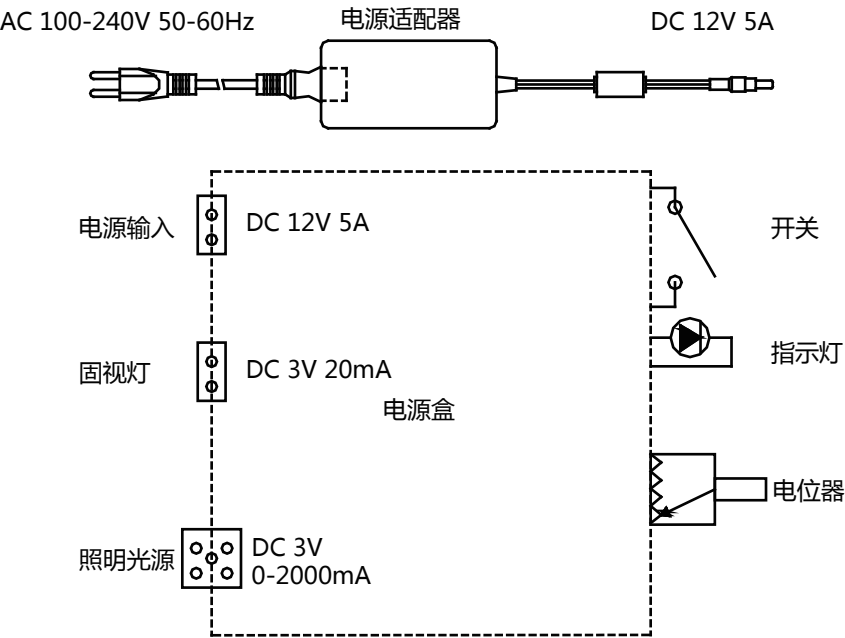 AC 100-240V 50-60Hz
电源适配器
DC 12V 5A
电源输入
DC 12V 5A
开关
固视灯
DC 3V 20mA
指示灯
电源盒
电位器
照明光源
DC 3V
0-2000mA